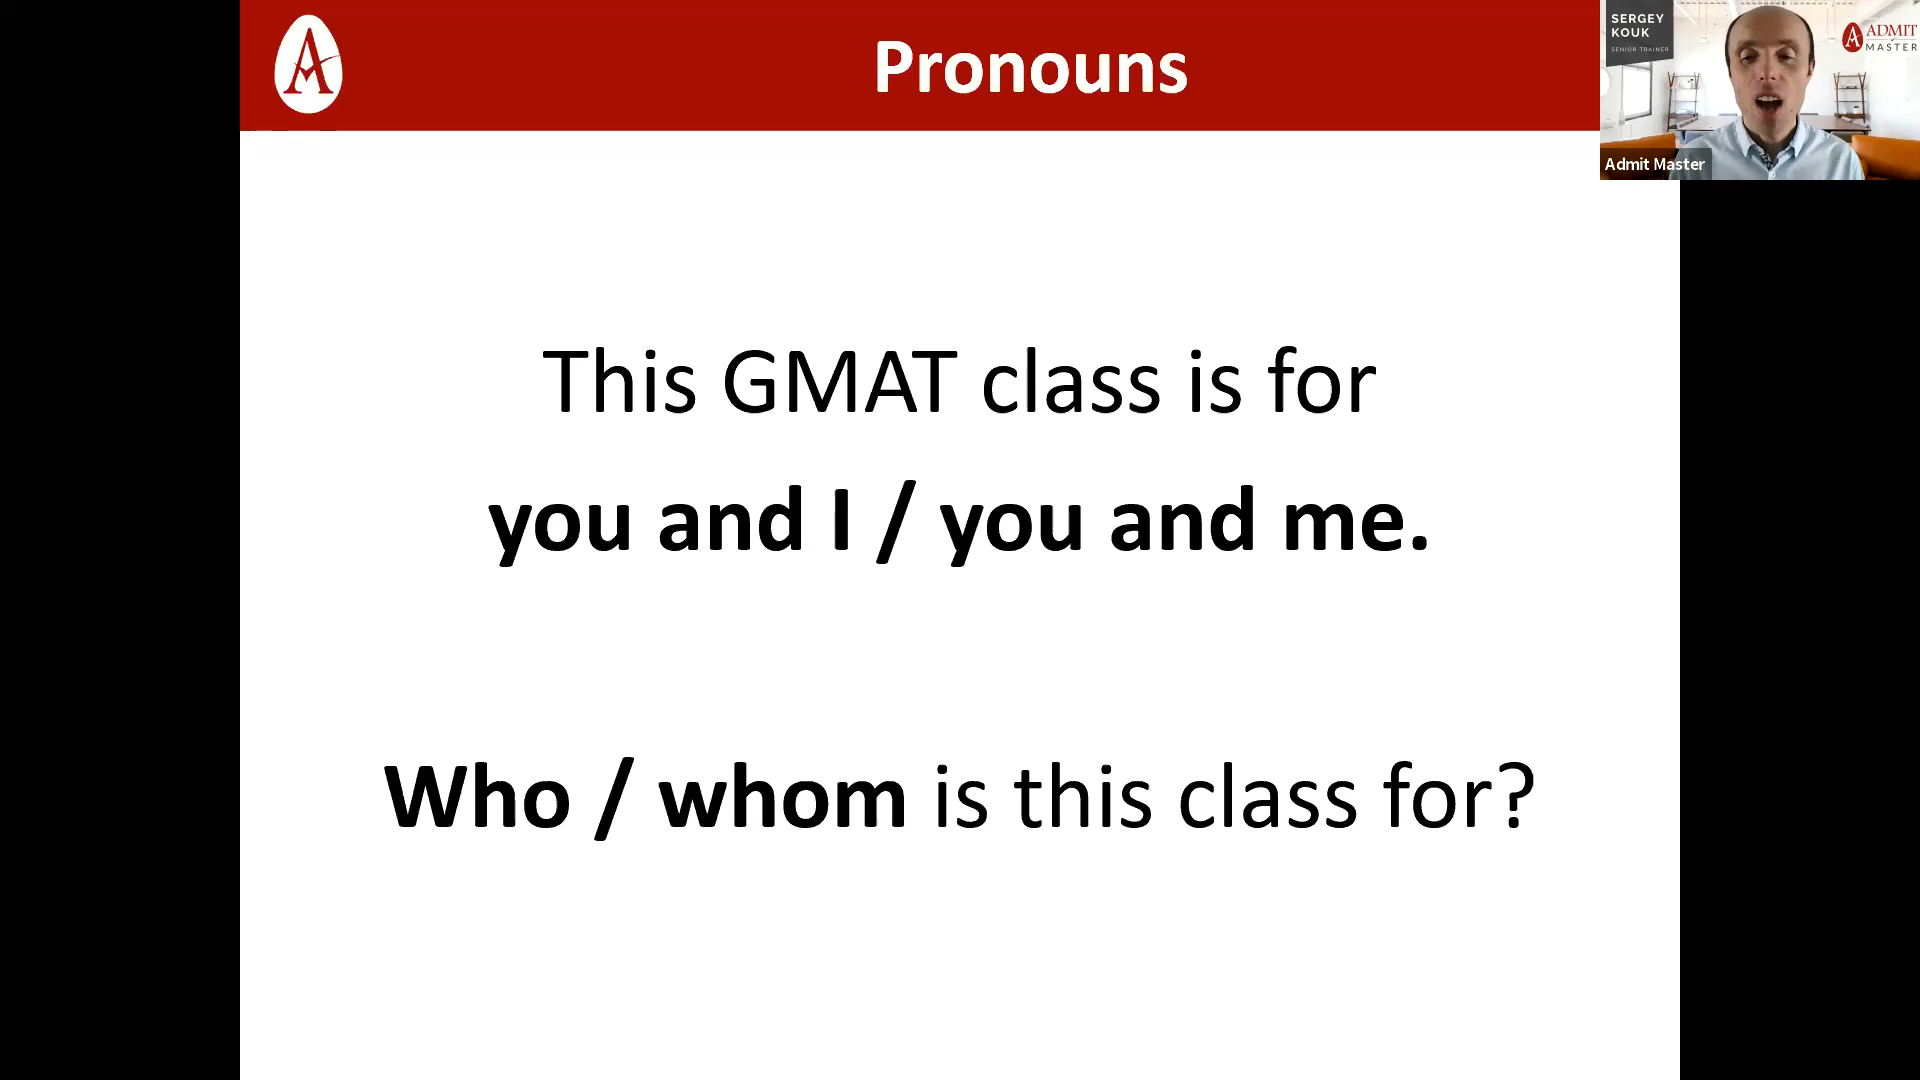 Pronouns
SERGEY
KOUK
SENIOR TRAINER
ADMIT
MASTER
Admit Master
This GMAT class is for
you and I / you and me.
Who / whom is this class for?